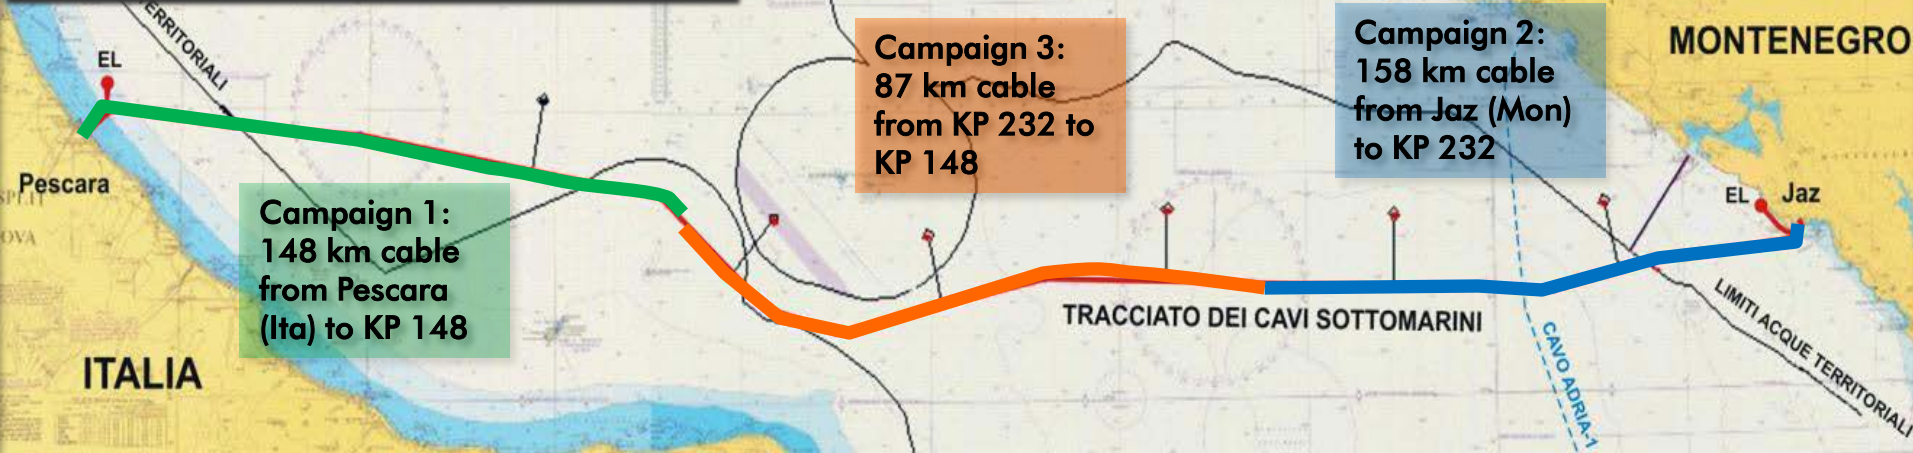 ERRITORIALI
EL
Pescara
Campaign 1:
148 km cable
from Pescara
(Ita) to KP 148
ITALIA
Campaign 3:
87 km cable
from KP 232 to
KP 148
Campaign 2:
158 km cable
from Jaz (Mon)
to KP 232
MONTENEGRO
EL
Jaz
TRACCIATO DEI CAVI SOTTOMARINI
CAVO ADRIA-1
LIMITI ACQUE TERRITORIALI